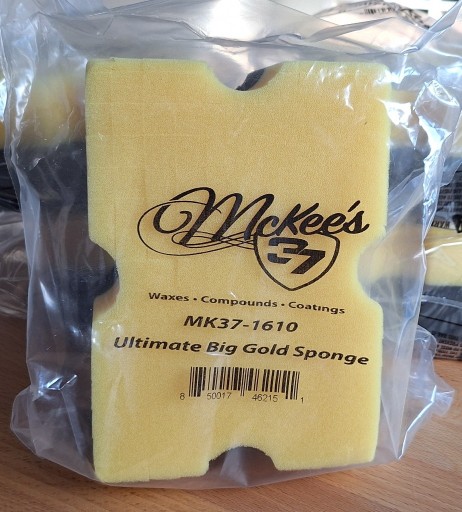 McKee's
37
Waxes • Compounds • Coatings
MK37-1610
Ultimate Big Gold Sponge
8 50017 46215 1